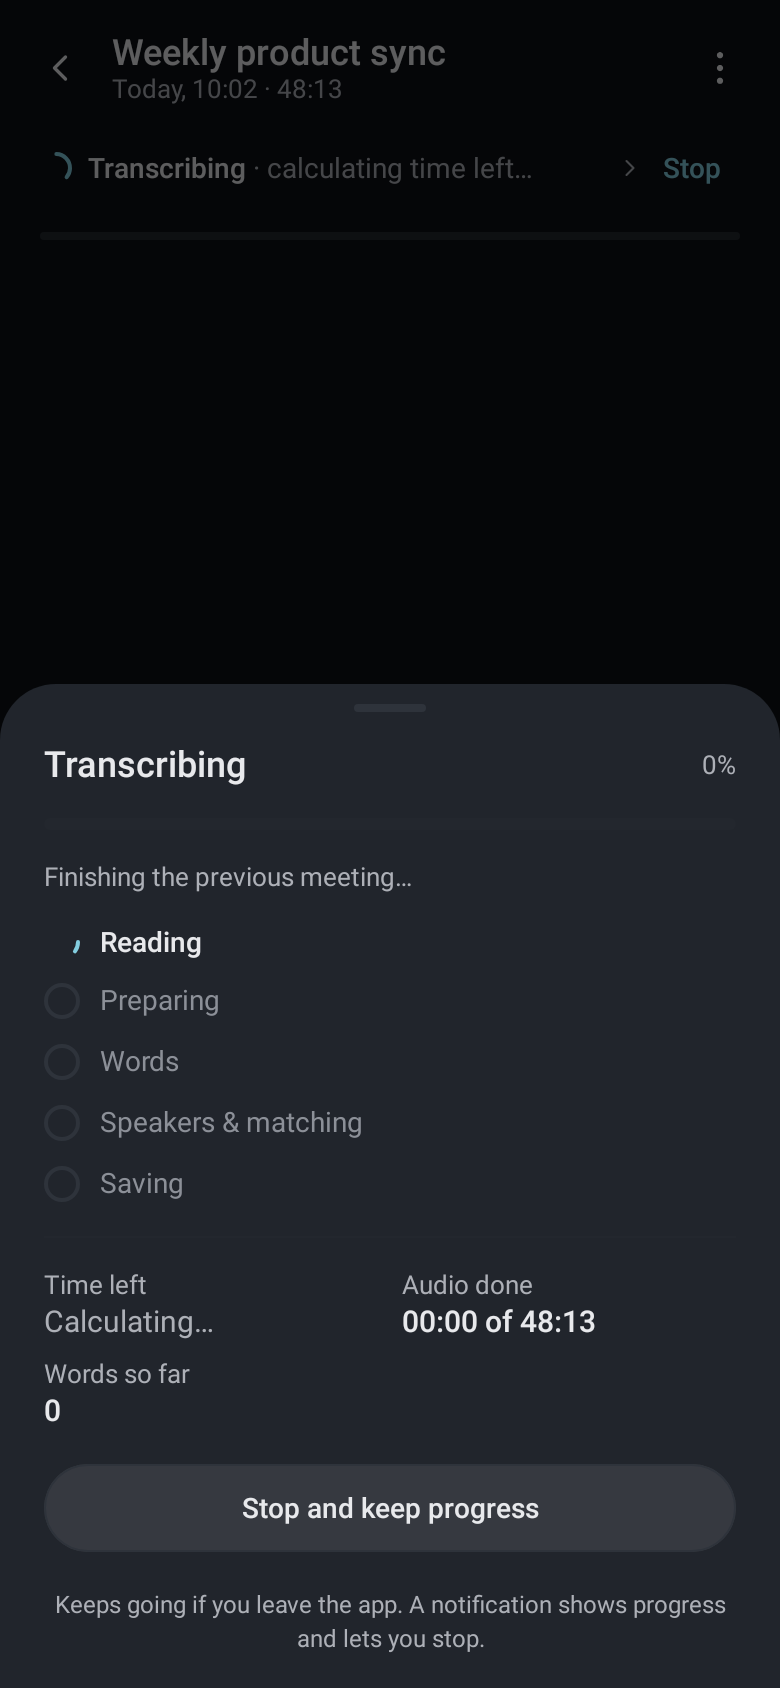 Weekly product sync
Today, 10:02 · 48:13
Transcribing · calculating time left…
Stop
Transcribing
0%
Finishing the previous meeting…
Reading
Preparing
Words
Speakers & matching
Saving
Time left
Calculating…
Audio done
00:00 of 48:13
Words so far
0
Stop and keep progress
Keeps going if you leave the app. A notification shows progress
and lets you stop.